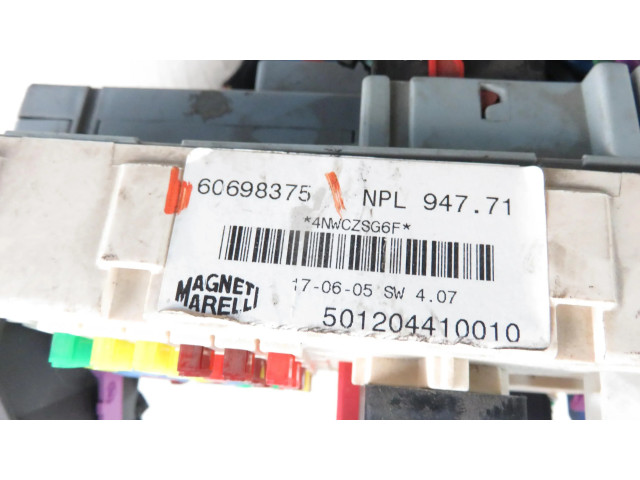 60698375 NPL 947.71
*4NWCZSG6F*
17-06-05 SW 4.07
MAGNETI
MARELLI
501204410010